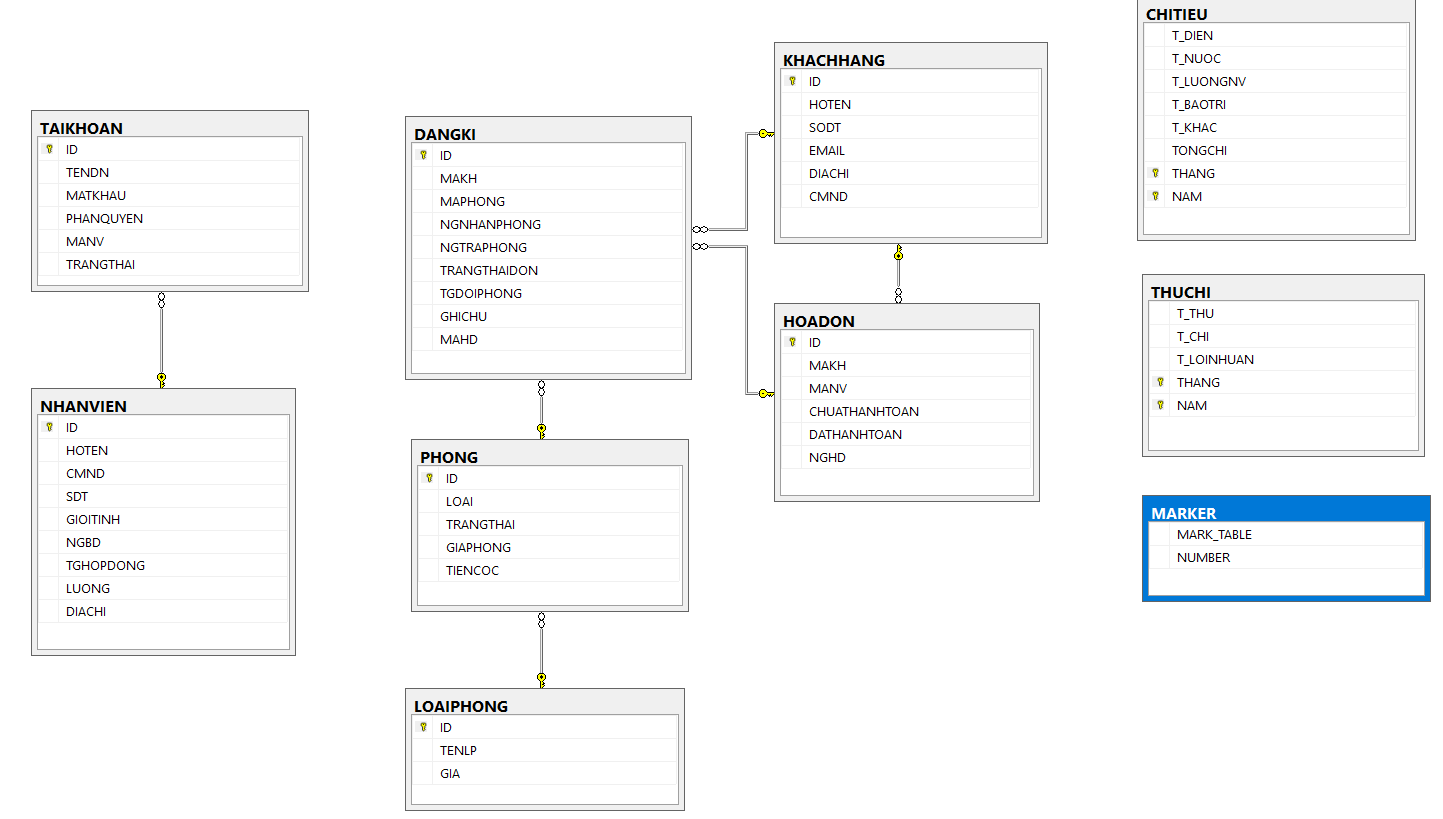 TAIKHOAN
ID
TENDN
MATKHAU
PHANQUYEN
MANV
TRANGTHAI
NHANVIEN
ID
HOTEN
CMND
SDT
GIOITINH
NGBD
TGHOPDONG
LUONG
DIACHI
DANGKI
ID
MAKH
MAPHONG
NGNHANPHONG
NGTRAPHONG
TRANGTHAIDON
TGDOIPHONG
GHICHU
MAHD
PHONG
ID
LOAI
TRANGTHAI
GIAPHONG
TIENCOC
LOAIPHONG
ID
TENLP
GIA
KHACHHANG
ID
HOTEN
SODT
EMAIL
DIACHI
CMND
HOADON
ID
MAKH
MANV
CHUATHANHTOAN
DATHANHTOAN
NGHD
CHITIEU
T_DIEN
T_NUOC
T_LUONGNV
T_BAOTRI
T_KHAC
TONGCHI
THANG
NAM
THUCHI
T_THU
T_CHI
T_LOINHUAN
THANG
NAM
MARKER
MARK_TABLE
NUMBER